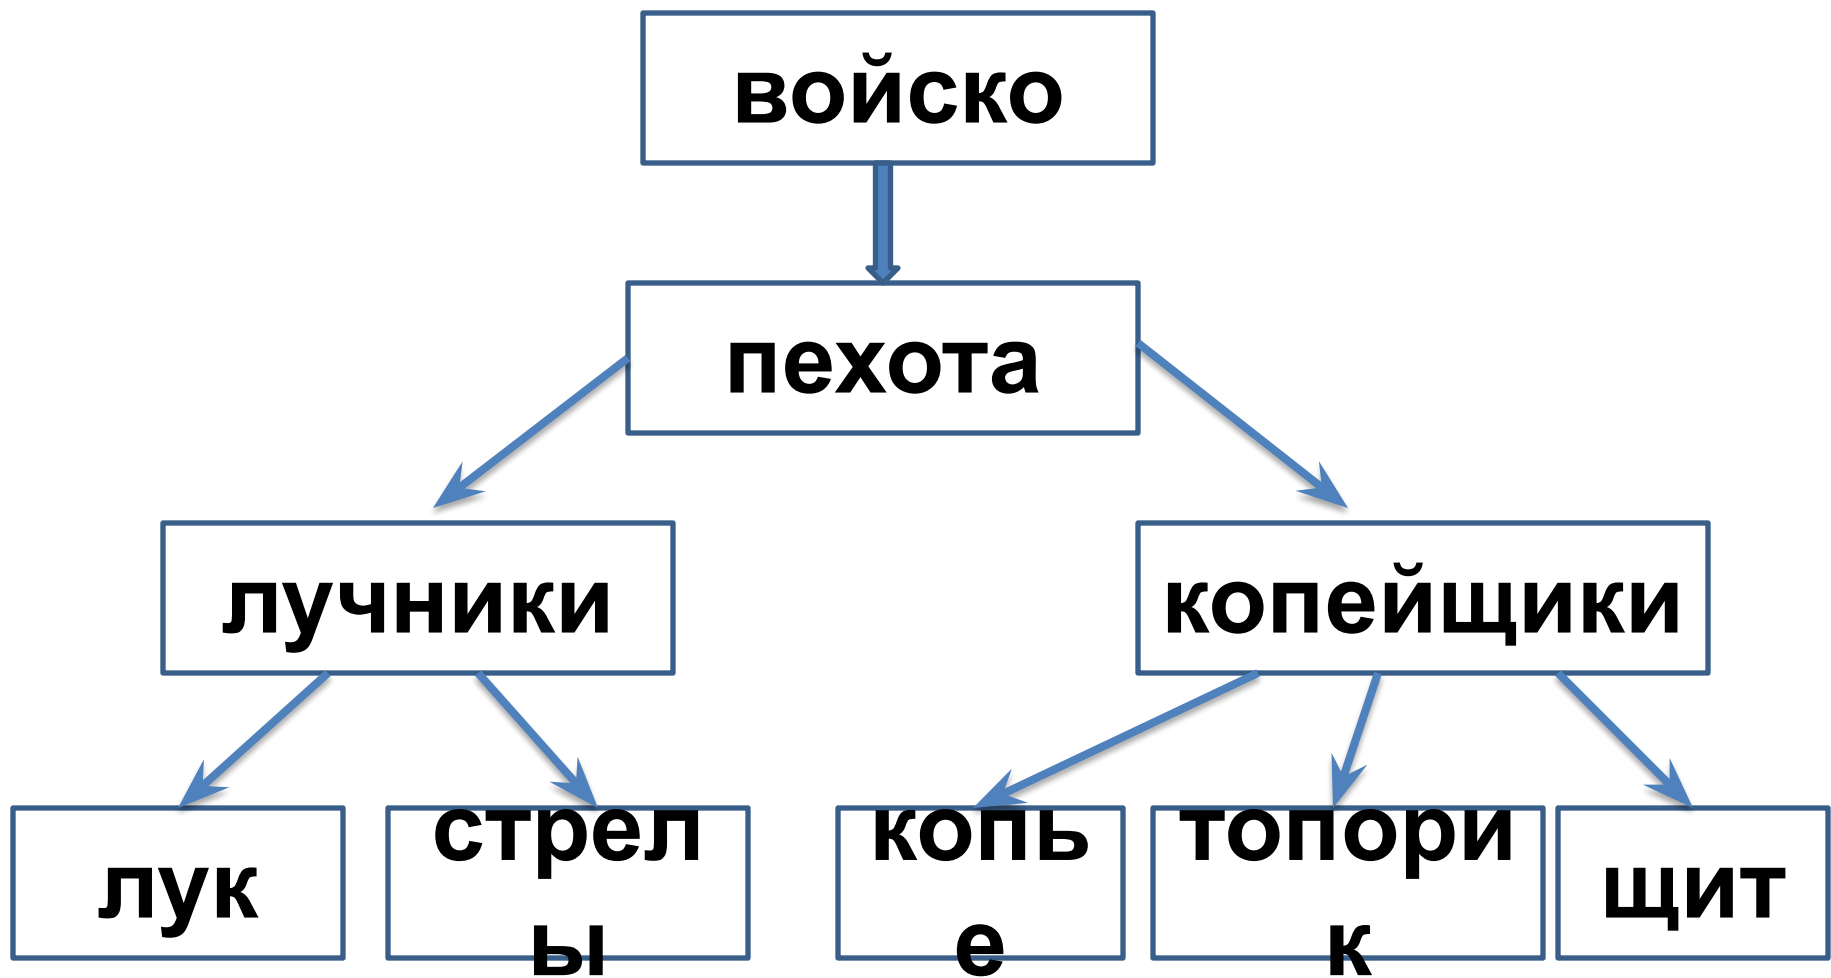 войско
пехота
лучники
копейщики
лук
стрел
ы
копь
е
топори
к
щит